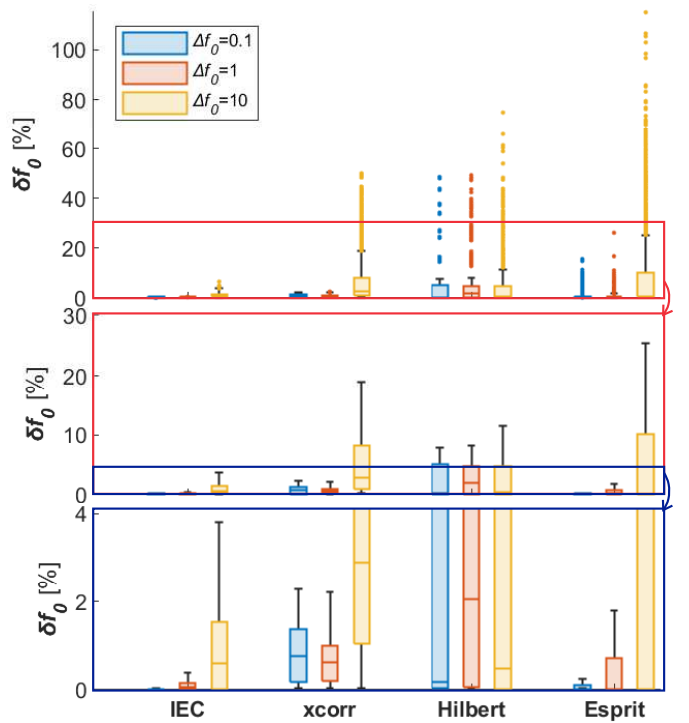 100
80
60
40
20
0
δf0 [%]
Δf0=0.1
Δf0=1
Δf0=10
30
20
10
0
δf0 [%]
4
2
0
δf0 [%]
IEC xcorr Hilbert Esprit